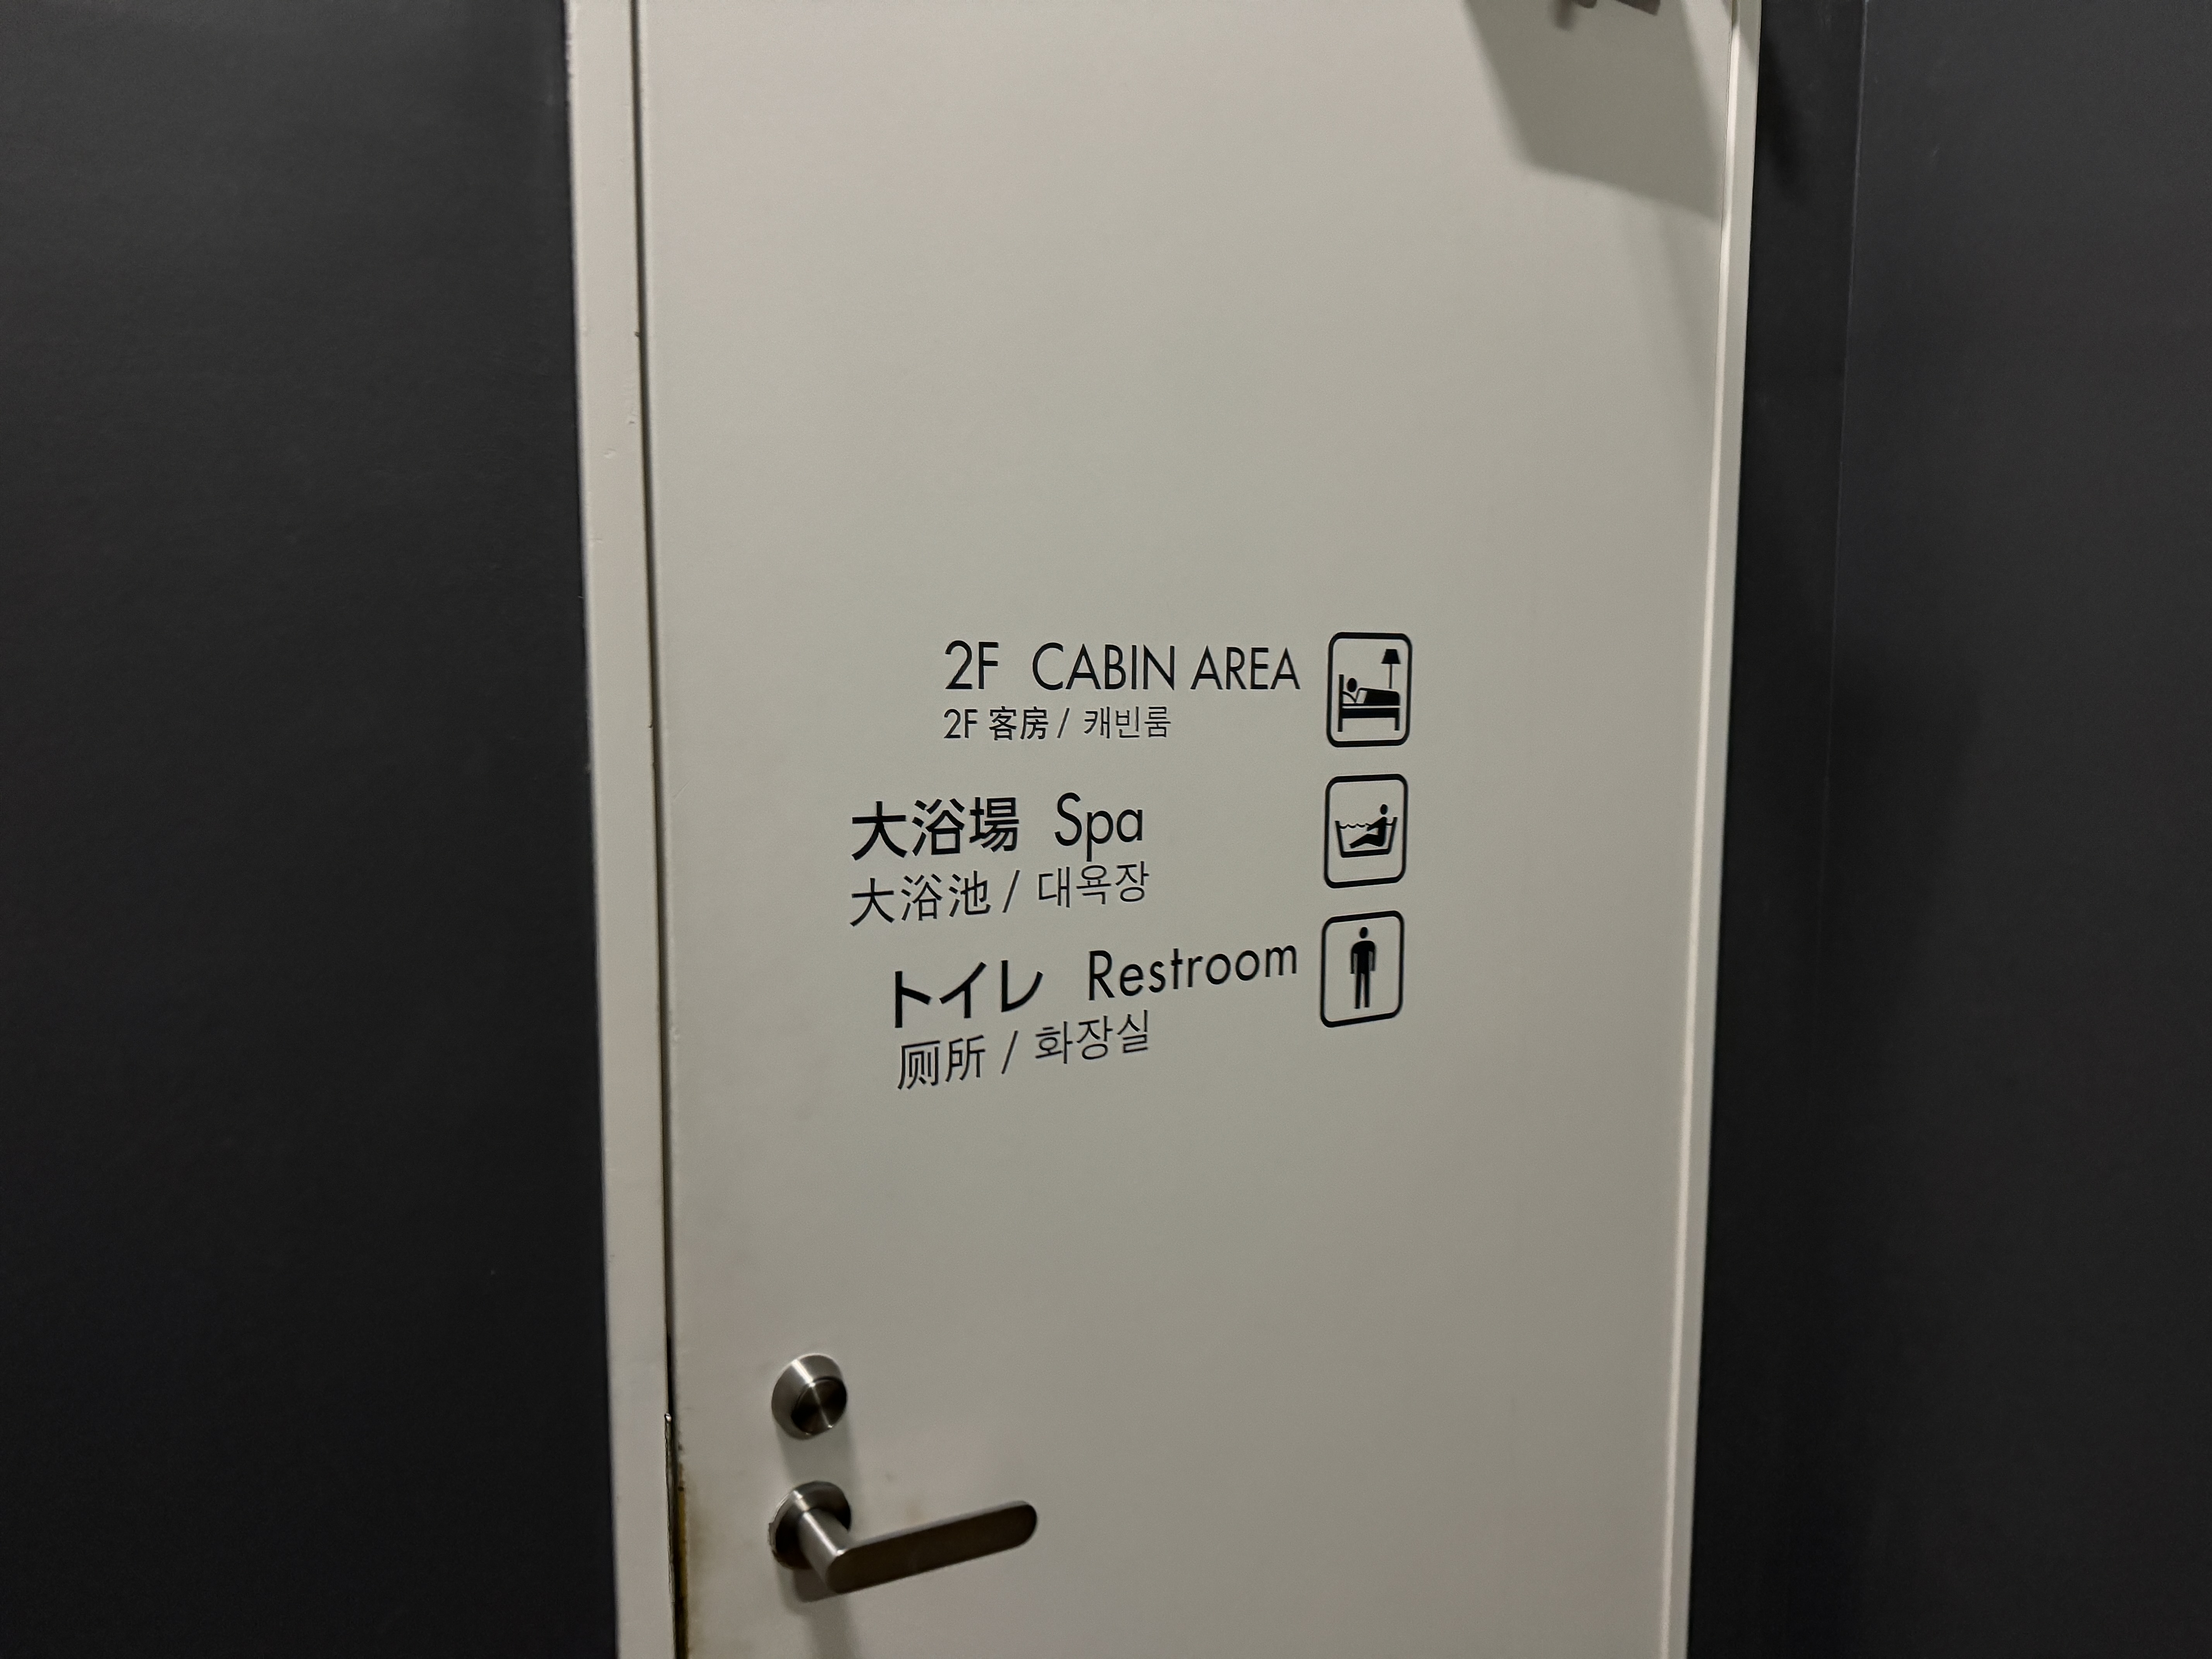 2F CABIN AREA
2F 客房 / 캐빈룸
大浴場 Spa
大浴池 / 대욕장
トイレ Restroom
厕所 / 화장실